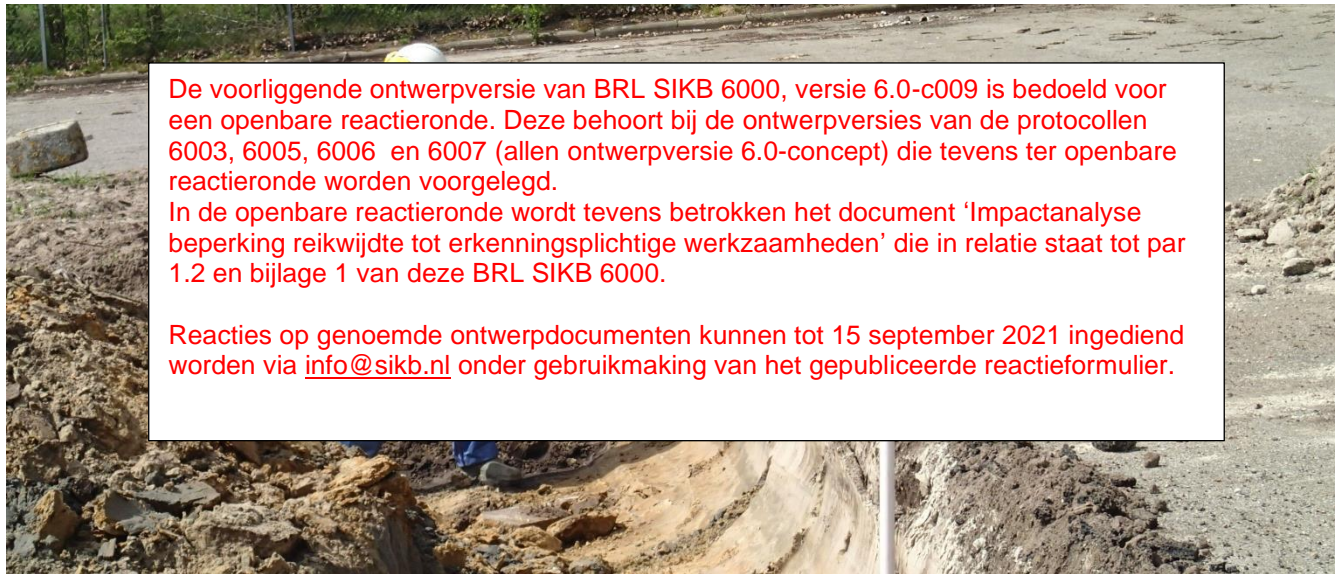 De voorliggende ontwerpversie van BRL SIKB 6000, versie 6.0-c009 is bedoeld voor
een openbare reactieronde. Deze behoort bij de ontwerpversies van de protocollen
6003, 6005, 6006  en 6007 (allen ontwerpversie 6.0-concept) die tevens ter openbare
reactieronde worden voorgelegd.
In de openbare reactieronde wordt tevens betrokken het document ‘Impactanalyse
beperking reikwijdte tot erkenningsplichtige werkzaamheden’ die in relatie staat tot par
1.2 en bijlage 1 van deze BRL SIKB 6000.
Reacties op genoemde ontwerpdocumenten kunnen tot 15 september 2021 ingediend
worden via info@sikb.nl onder gebruikmaking van het gepubliceerde reactieformulier.